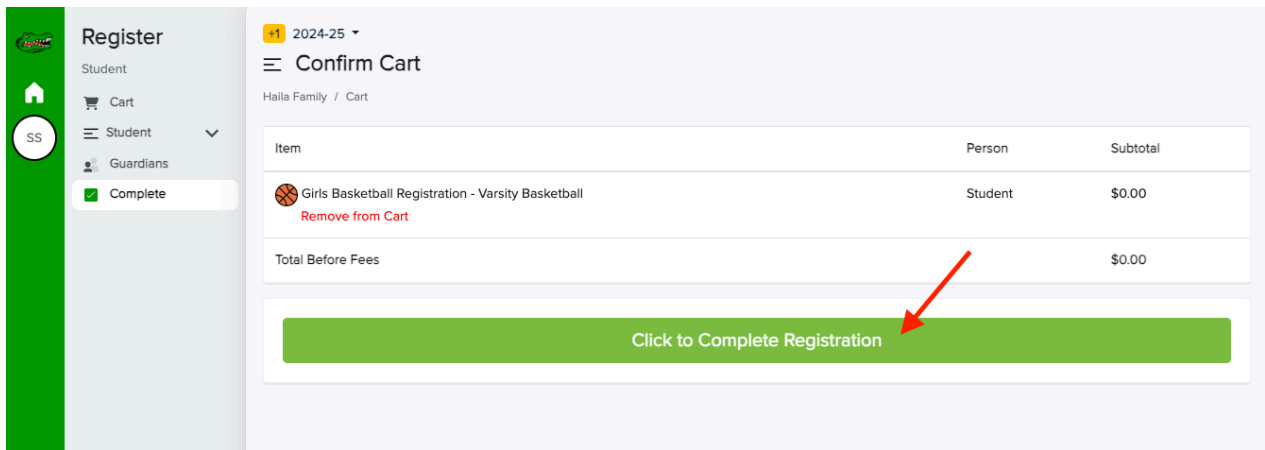 Register
Student
Cart
Student
Guardians
Complete
SS
+1 2024-25
Confirm Cart
Haila Family / Cart
Item Person Subtotal
Girls Basketball Registration - Varsity Basketball Student $0.00
Remove from Cart
Total Before Fees $0.00
Click to Complete Registration